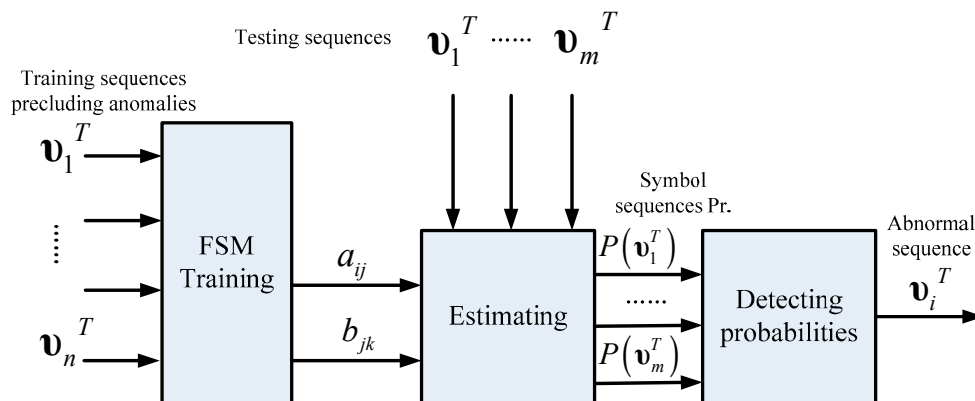 Testing sequences
υ₁ᵀ ...... υₘᵀ
Training sequences
precluding anomalies
υ₁ᵀ
......
υₙᵀ
FSM
Training
aᵢⱼ
bⱼₖ
Estimating
Symbol
sequences Pr.
P(υ₁ᵀ)
......
P(υₘᵀ)
Detecting
probabilities
Abnormal
sequence
υᵢᵀ